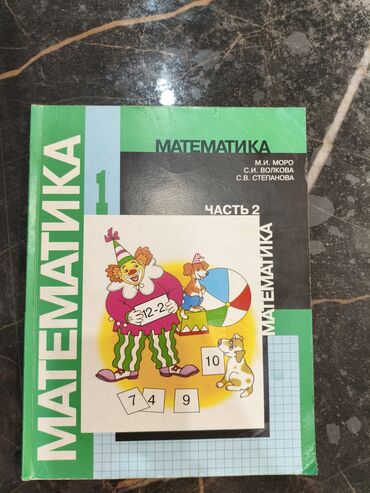 МАТЕМАТИКА
1
МАТЕМАТИКА
М.И. МОРО
С.И. ВОЛКОВА
С.В. СТЕПАНОВА
ЧАСТЬ 2
МАТЕМАТИКА
12-2
10
7
4
9